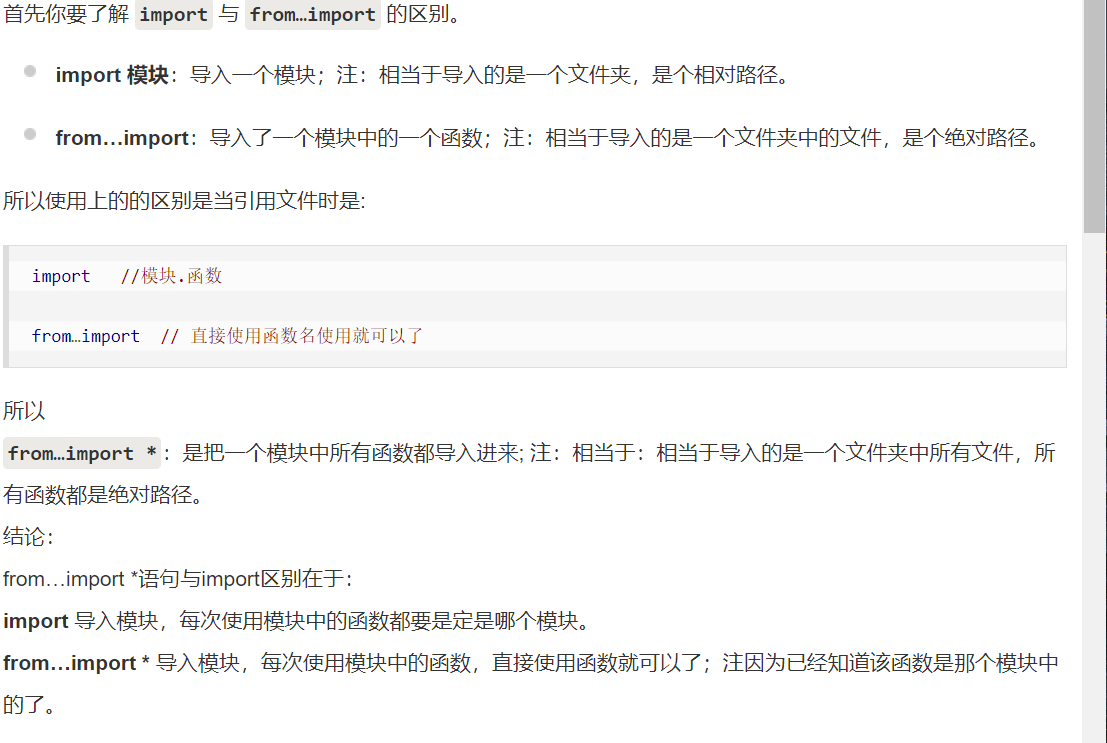 首先你要了解 import 与 from…import 的区别。
import 模块：导入一个模块；注：相当于导入的是一个文件夹，是个相对路径。
from…import：导入了一个模块中的一个函数；注：相当于导入的是一个文件夹中的文件，是个绝对路径。
所以使用上的的区别是当引用文件时是:
import   //模块.函数
from…import  // 直接使用函数名使用就可以了
所以
from…import *：是把一个模块中所有函数都导入进来; 注：相当于：相当于导入的是一个文件夹中所有文件，所
有函数都是绝对路径。
结论：
from…import *语句与import区别在于：
import 导入模块，每次使用模块中的函数都要是定是哪个模块。
from…import * 导入模块，每次使用模块中的函数，直接使用函数就可以了；注因为已经知道该函数是那个模块中
的了。